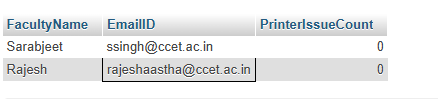 FacultyName EmailID PrinterIssueCount
Sarabjeet ssingh@ccet.ac.in 0
Rajesh rajeshaastha@ccet.ac.in 0